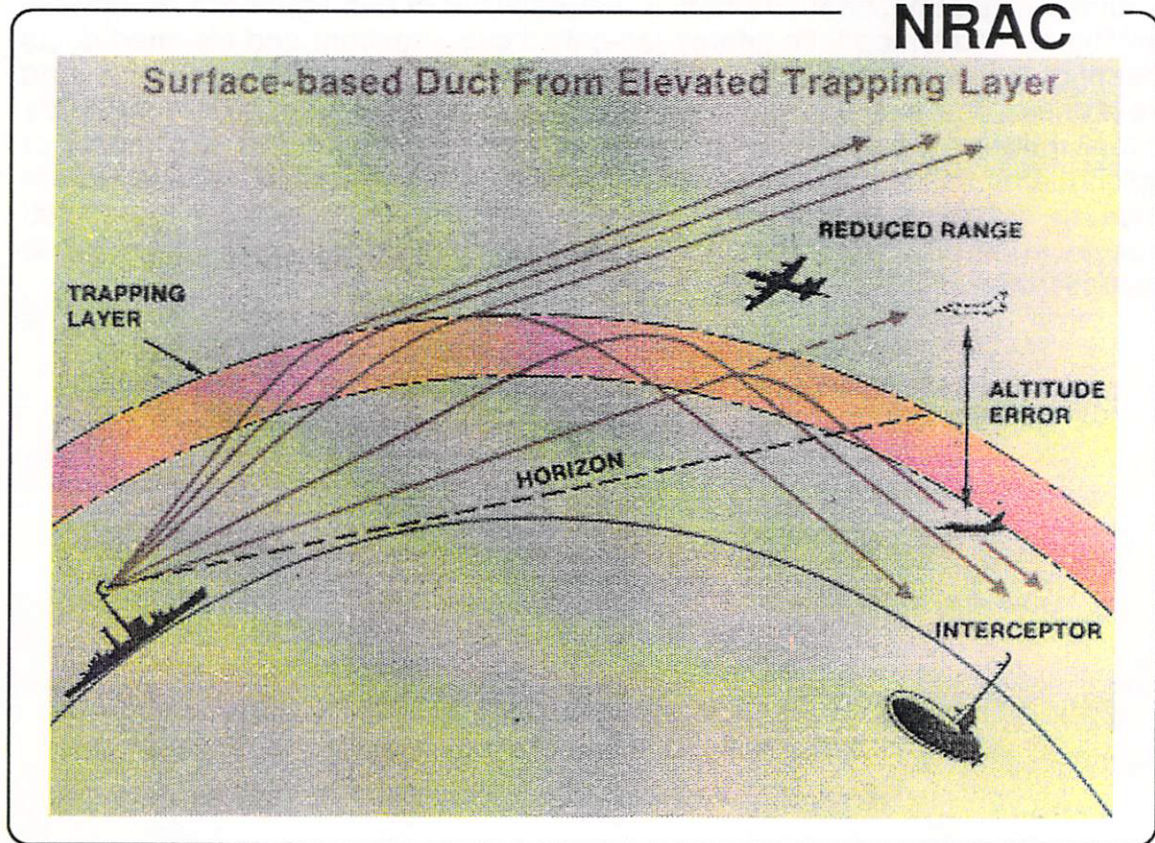 NRAC
Surface-based Duct From Elevated Trapping Layer
REDUCED RANGE
TRAPPING
LAYER
ALTITUDE
ERROR
HORIZON
INTERCEPTOR